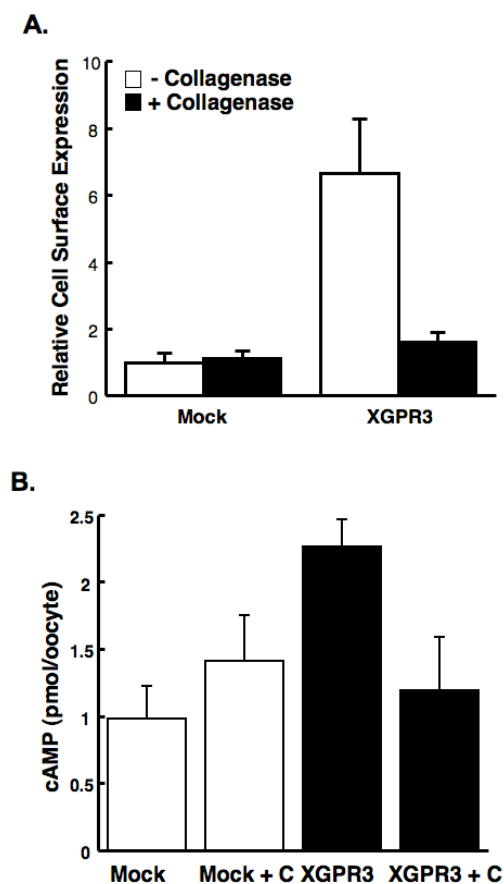 A.
Relative Cell Surface Expression
10
8
6
4
2
0
- Collagenase
+ Collagenase
Mock XGPR3
B.
cAMP (pmol/oocyte)
2.5
2
1.5
1
0.5
0
Mock Mock + C XGPR3 XGPR3 + C